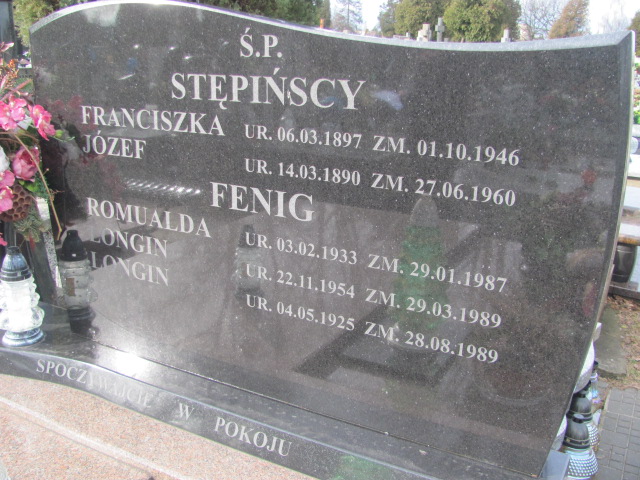 Ś.P.
STĘPIŃSCY
FRANCISZKA UR. 06.03.1897 ZM. 01.10.1946
JÓZEF UR. 14.03.1890 ZM. 27.06.1960
FENIG
ROMUALDA UR. 03.02.1933 ZM. 29.01.1987
LONGIN UR. 22.11.1954 ZM. 29.03.1989
LONGIN UR. 04.05.1925 ZM. 28.08.1989
SPOCZYWAJCIE W POKOJU